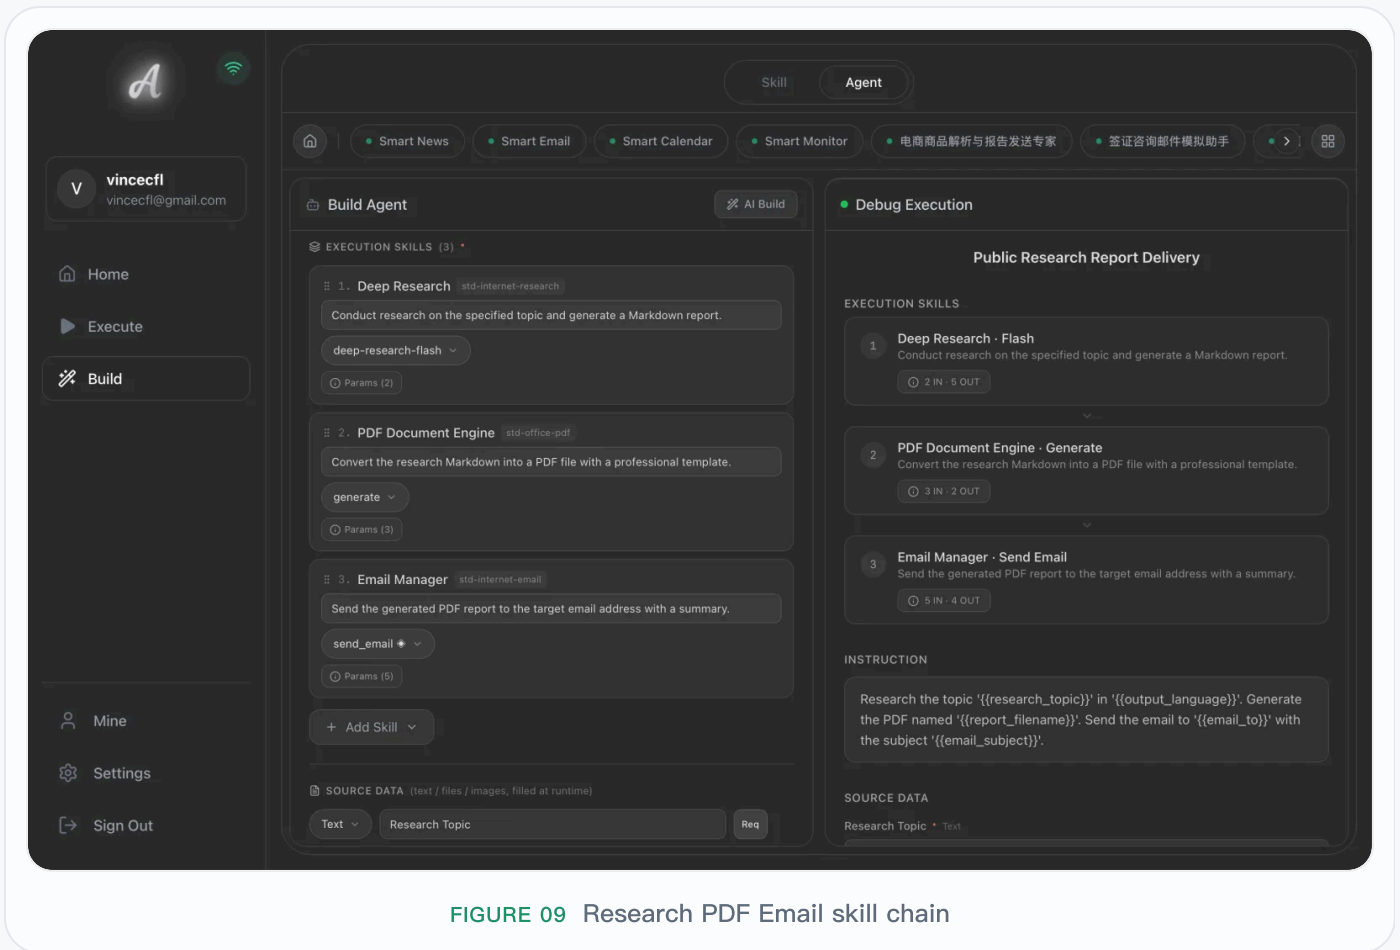 A
V
vincecfl
vincecfl@gmail.com
Home
Execute
Build
Mine
Settings
Sign Out
Skill
Agent
Smart News
Smart Email
Smart Calendar
Smart Monitor
电商商品解析与报告发送专家
签证咨询邮件模拟助手
Build Agent
AI Build
EXECUTION SKILLS (3) *
1. Deep Research std-internet-research
Conduct research on the specified topic and generate a Markdown report.
deep-research-flash
Params (2)
2. PDF Document Engine std-office-pdf
Convert the research Markdown into a PDF file with a professional template.
generate
Params (3)
3. Email Manager std-internet-email
Send the generated PDF report to the target email address with a summary.
send_email
Params (5)
+ Add Skill
SOURCE DATA (text / files / images, filled at runtime)
Text
Research Topic
Req
Debug Execution
Public Research Report Delivery
EXECUTION SKILLS
1
Deep Research · Flash
Conduct research on the specified topic and generate a Markdown report.
2 IN · 5 OUT
2
PDF Document Engine · Generate
Convert the research Markdown into a PDF file with a professional template.
3 IN · 2 OUT
3
Email Manager · Send Email
Send the generated PDF report to the target email address with a summary.
5 IN · 4 OUT
INSTRUCTION
Research the topic '{{research_topic}}' in '{{output_language}}'. Generate
the PDF named '{{report_filename}}'. Send the email to '{{email_to}}' with
the subject '{{email_subject}}'.
SOURCE DATA
Research Topic * Text
FIGURE 09 Research PDF Email skill chain